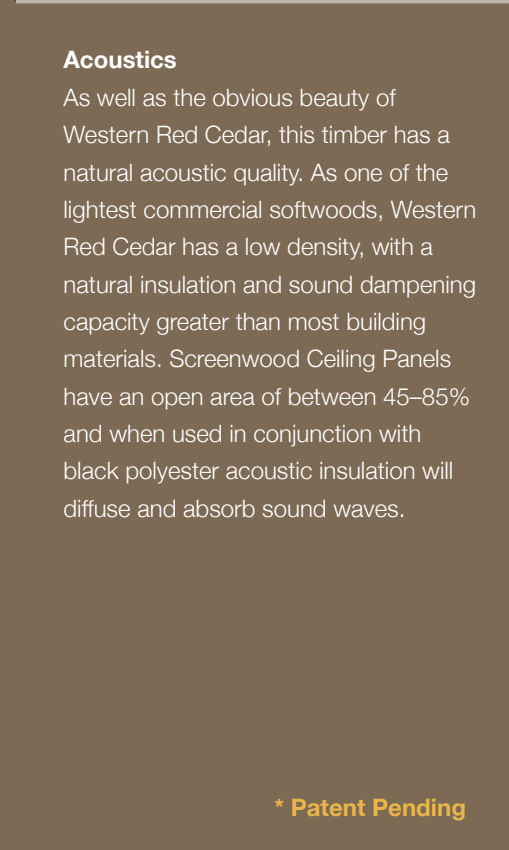 Acoustics
As well as the obvious beauty of
Western Red Cedar, this timber has a
natural acoustic quality. As one of the
lightest commercial softwoods, Western
Red Cedar has a low density, with a
natural insulation and sound dampening
capacity greater than most building
materials. Screenwood Ceiling Panels
have an open area of between 45–85%
and when used in conjunction with
black polyester acoustic insulation will
diffuse and absorb sound waves.
* Patent Pending